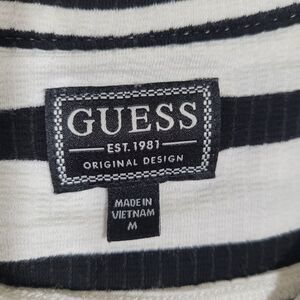 GUESS
EST. 1981
ORIGINAL DESIGN
MADE IN
VIETNAM
M